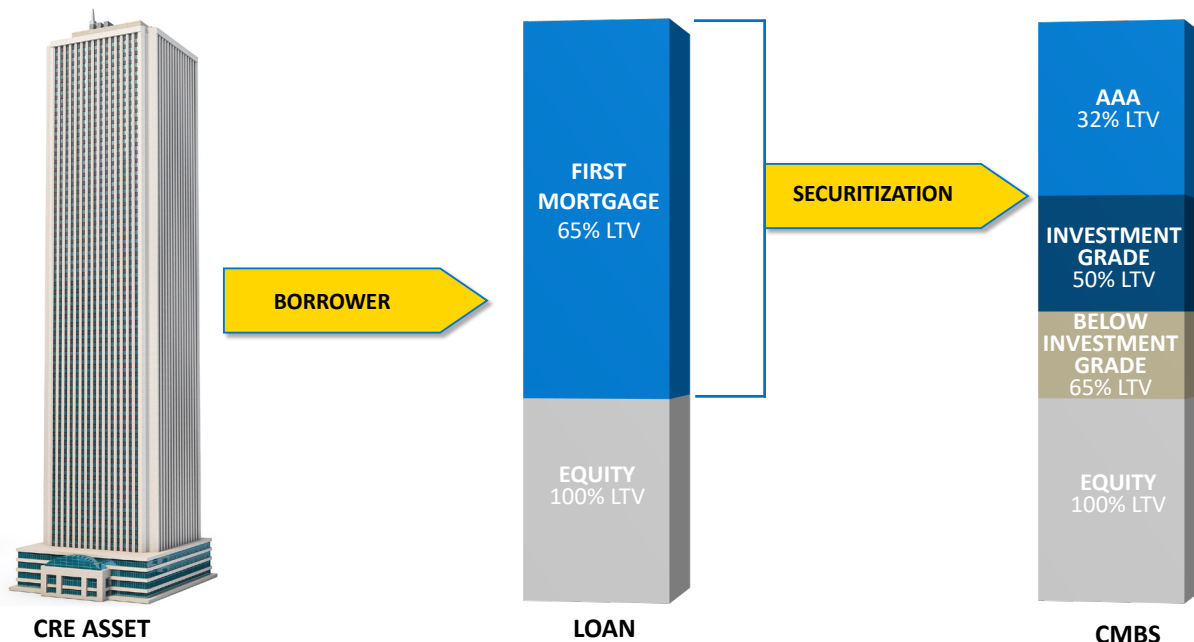 CRE ASSET
BORROWER
FIRST
MORTGAGE
65% LTV
EQUITY
100% LTV
LOAN
SECURITIZATION
AAA
32% LTV
INVESTMENT
GRADE
50% LTV
BELOW
INVESTMENT
GRADE
65% LTV
EQUITY
100% LTV
CMBS